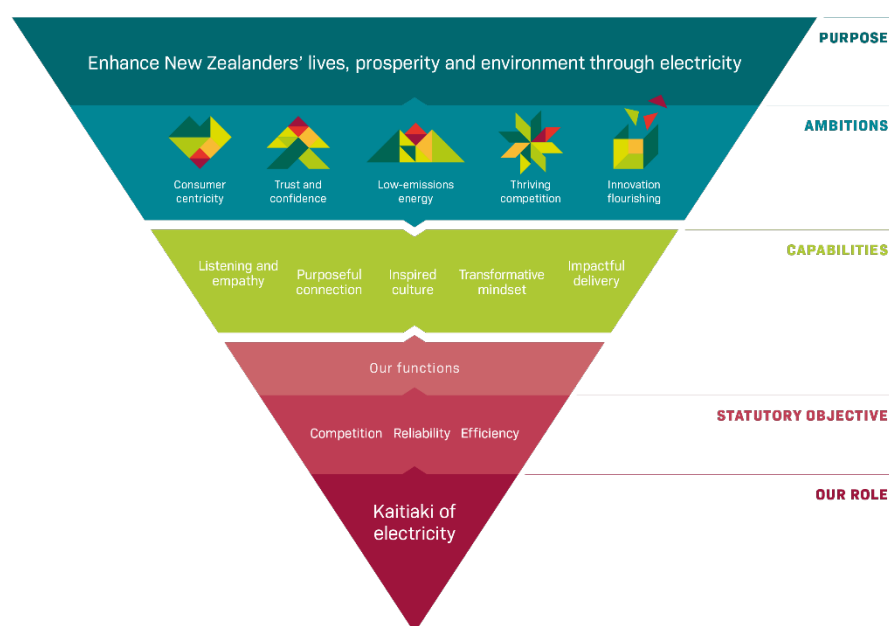 PURPOSE
Enhance New Zealanders' lives, prosperity and environment through electricity
AMBITIONS
Consumer
centricity
Trust and
confidence
Low-emissions
energy
Thriving
competition
Innovation
flourishing
CAPABILITIES
Listening and
empathy
Purposeful
connection
Inspired
culture
Transformative
mindset
Impactful
delivery
Our functions
STATUTORY OBJECTIVE
Competition Reliability Efficiency
OUR ROLE
Kaitiaki of
electricity